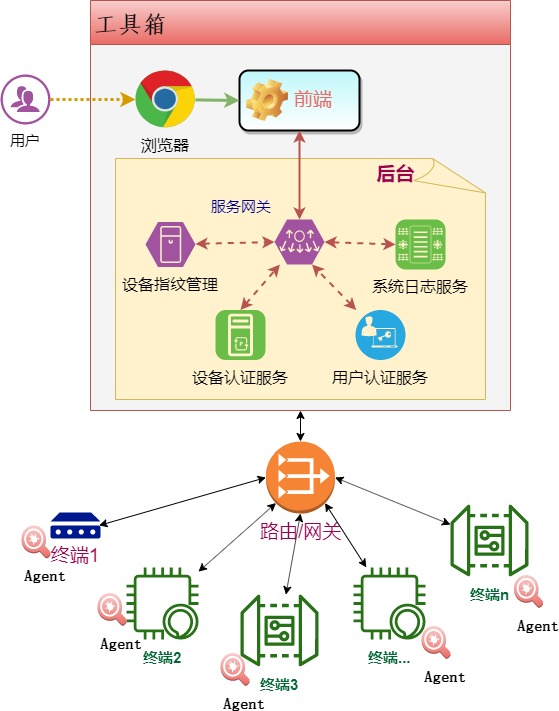 工具箱
用户
浏览器
前端
后台
服务网关
设备指纹管理
系统日志服务
设备认证服务
用户认证服务
路由/网关
终端1
Agent
终端2
Agent
终端3
Agent
终端...
Agent
终端n
Agent